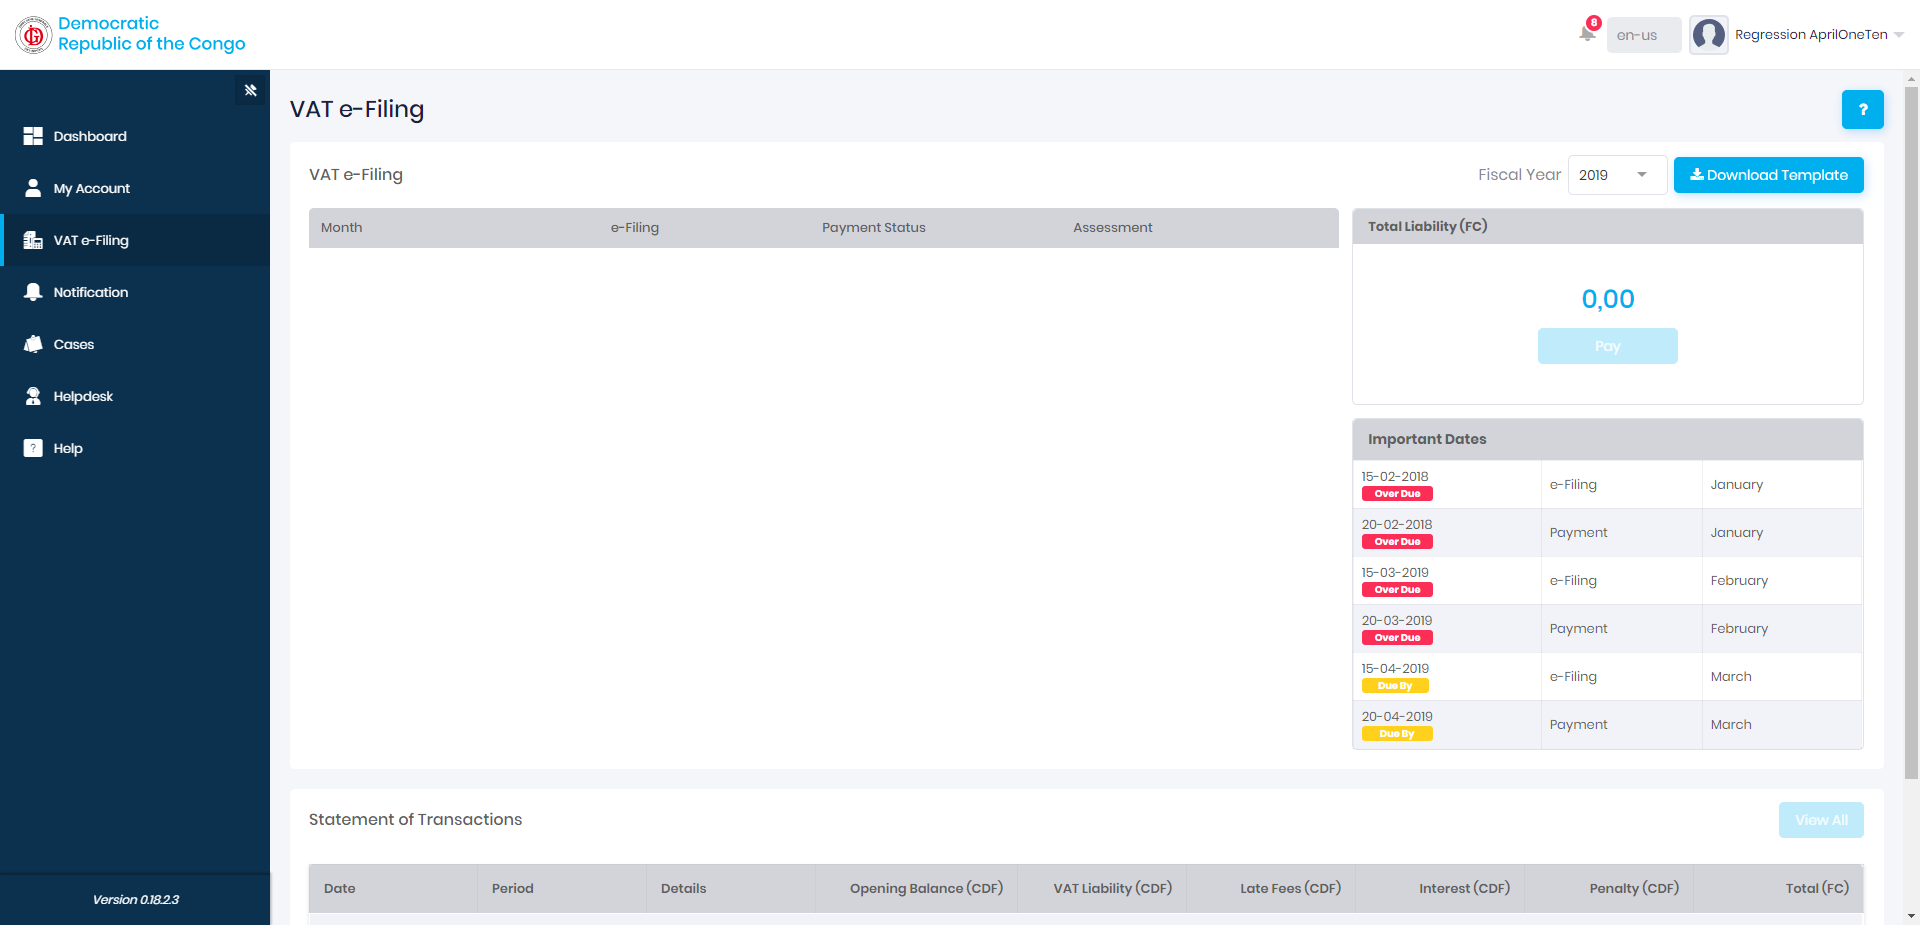 Democratic
Republic of the Congo
8
en-us
Regression AprilOneTen
Dashboard
My Account
VAT e-Filing
Notification
Cases
Helpdesk
? Help
Version 0.18.2.3
VAT e-Filing
?
VAT e-Filing
Fiscal Year 2019 Download Template
Month e-Filing Payment Status Assessment
Total Liability (FC)
0,00
Pay
Important Dates
15-02-2018 e-Filing January
Over Due
20-02-2018 Payment January
Over Due
15-03-2019 e-Filing February
Over Due
20-03-2019 Payment February
Over Due
15-04-2019 e-Filing March
Due By
20-04-2019 Payment March
Due By
Statement of Transactions
View All
Date Period Details Opening Balance (CDF) VAT Liability (CDF) Late Fees (CDF) Interest (CDF) Penalty (CDF) Total (FC)